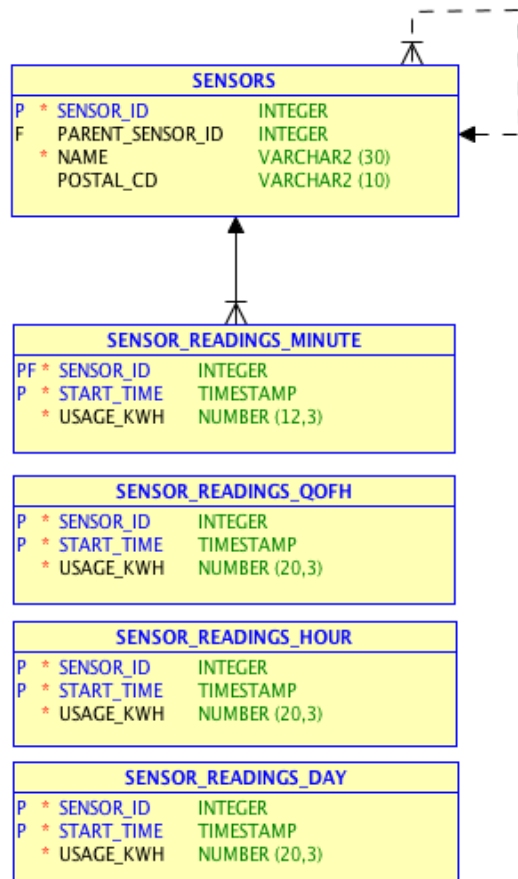 SENSORS
P * SENSOR_ID INTEGER
F PARENT_SENSOR_ID INTEGER
* NAME VARCHAR2 (30)
POSTAL_CD VARCHAR2 (10)
SENSOR_READINGS_MINUTE
PF * SENSOR_ID INTEGER
P * START_TIME TIMESTAMP
* USAGE_KWH NUMBER (12,3)
SENSOR_READINGS_QOFH
P * SENSOR_ID INTEGER
P * START_TIME TIMESTAMP
* USAGE_KWH NUMBER (20,3)
SENSOR_READINGS_HOUR
P * SENSOR_ID INTEGER
P * START_TIME TIMESTAMP
* USAGE_KWH NUMBER (20,3)
SENSOR_READINGS_DAY
P * SENSOR_ID INTEGER
P * START_TIME TIMESTAMP
* USAGE_KWH NUMBER (20,3)